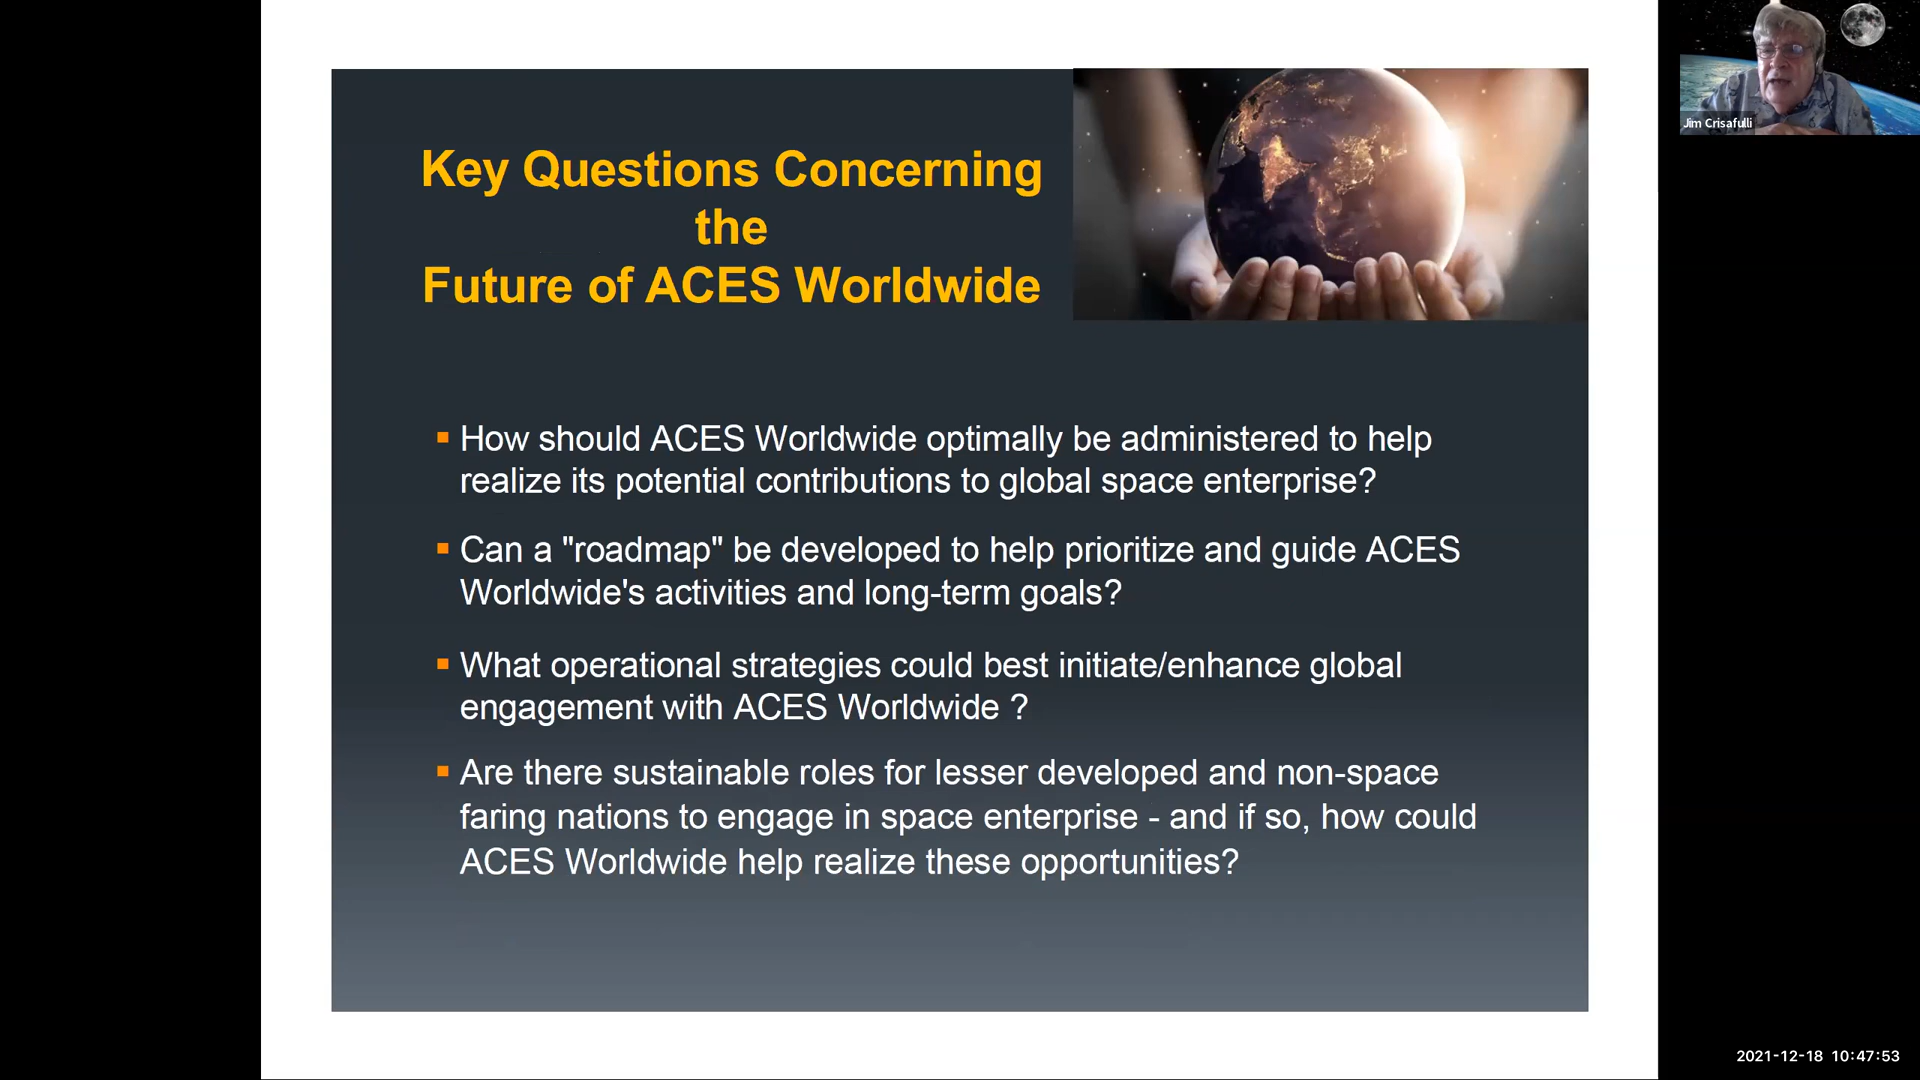 Key Questions Concerning
the
Future of ACES Worldwide
How should ACES Worldwide optimally be administered to help
realize its potential contributions to global space enterprise?
Can a "roadmap" be developed to help prioritize and guide ACES
Worldwide's activities and long-term goals?
What operational strategies could best initiate/enhance global
engagement with ACES Worldwide ?
Are there sustainable roles for lesser developed and non-space
faring nations to engage in space enterprise - and if so, how could
ACES Worldwide help realize these opportunities?
Jim Crisafulli
2021-12-18 10:47:53